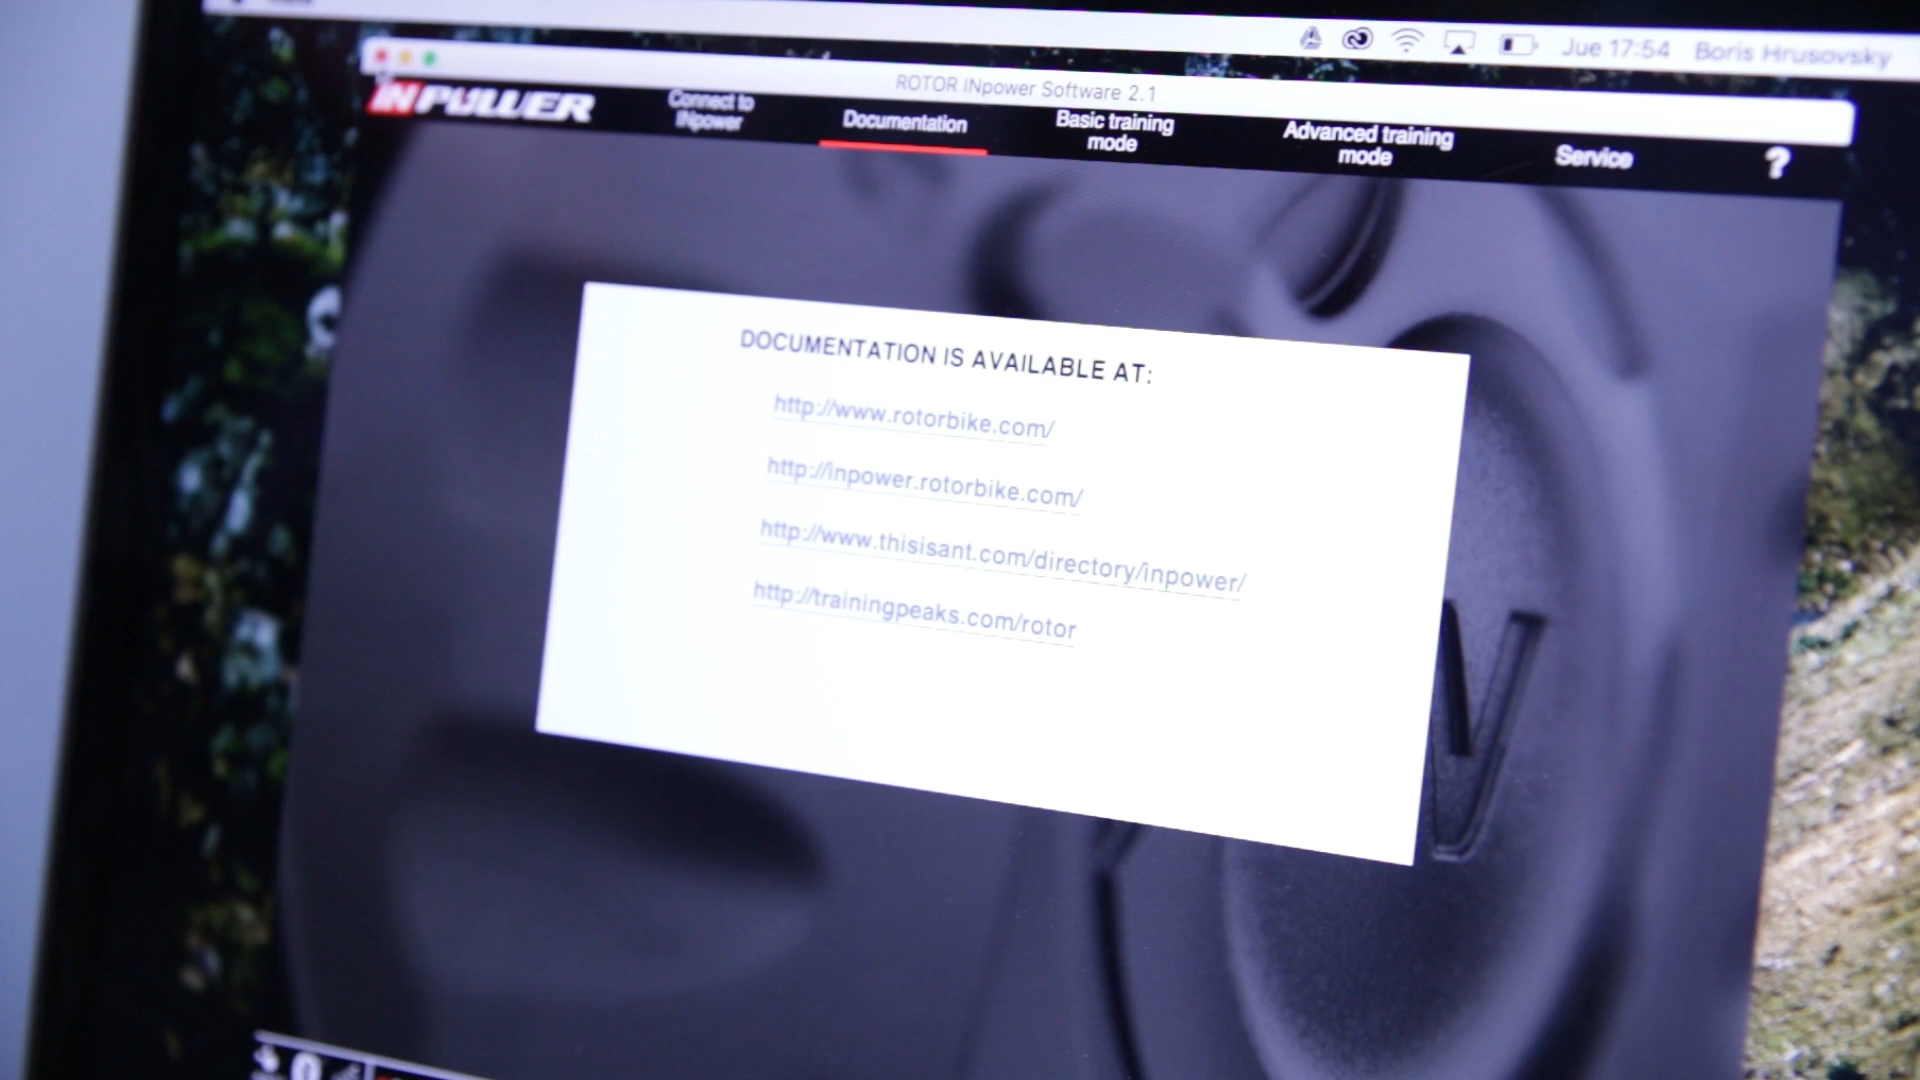 Jue 17:54 Boris Hrusovsky
ROTOR INpower Software 2.1
INPOWER
Connect to
INpower
Documentation
Basic training
mode
Advanced training
mode
Service
?
DOCUMENTATION IS AVAILABLE AT:
http://www.rotorbike.com/
http://inpower.rotorbike.com/
http://www.thisisant.com/directory/inpower/
http://trainingpeaks.com/rotor